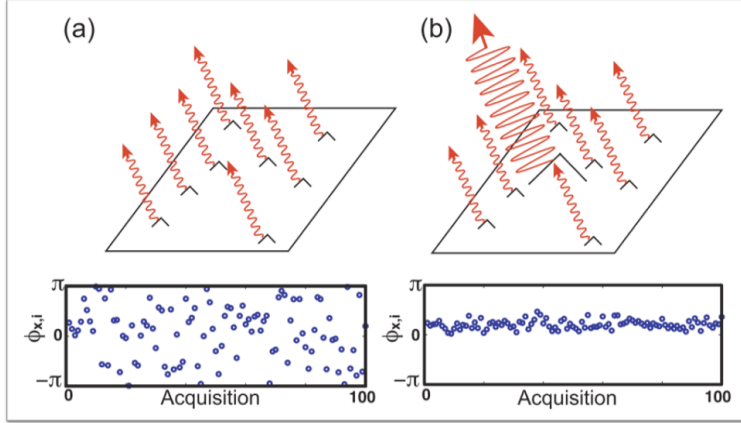 (a)
(b)
π
0
−π
ϕx,i
0
Acquisition
100
π
0
−π
ϕx,i
0
Acquisition
100